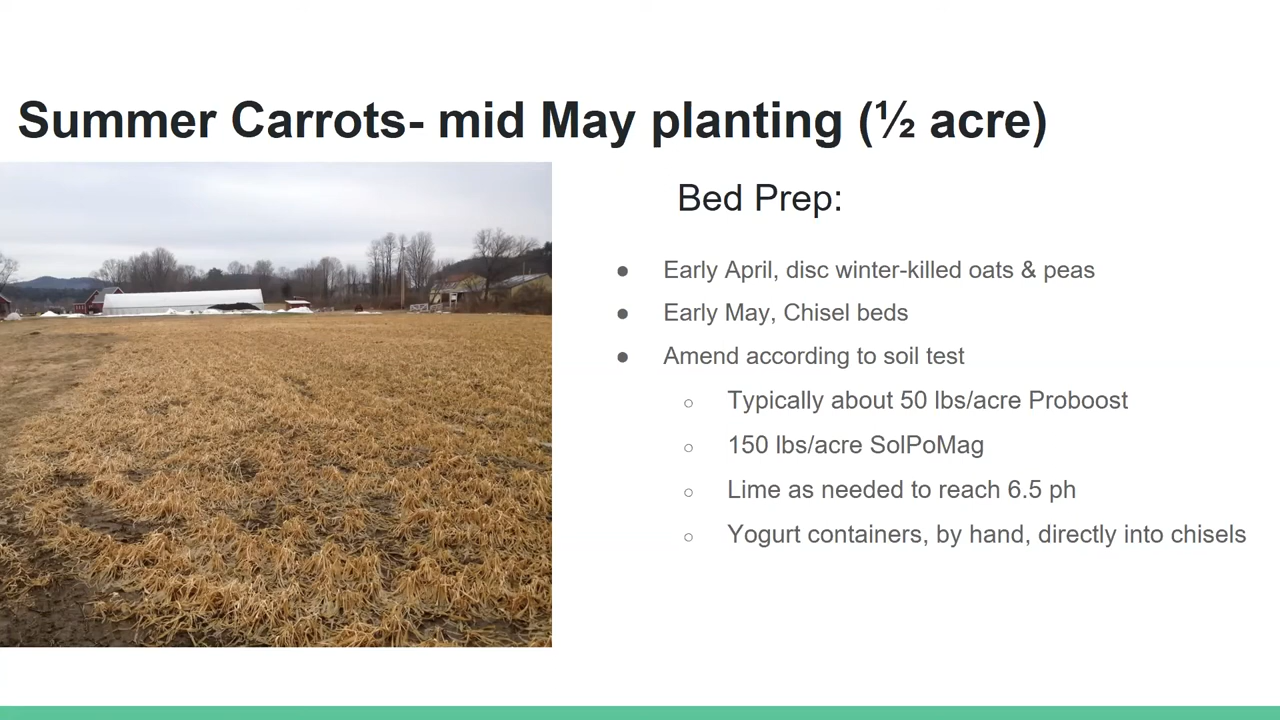 Summer Carrots- mid May planting (½ acre)
Bed Prep:
● Early April, disc winter-killed oats & peas
● Early May, Chisel beds
● Amend according to soil test
○ Typically about 50 lbs/acre Proboost
○ 150 lbs/acre SolPoMag
○ Lime as needed to reach 6.5 ph
○ Yogurt containers, by hand, directly into chisels